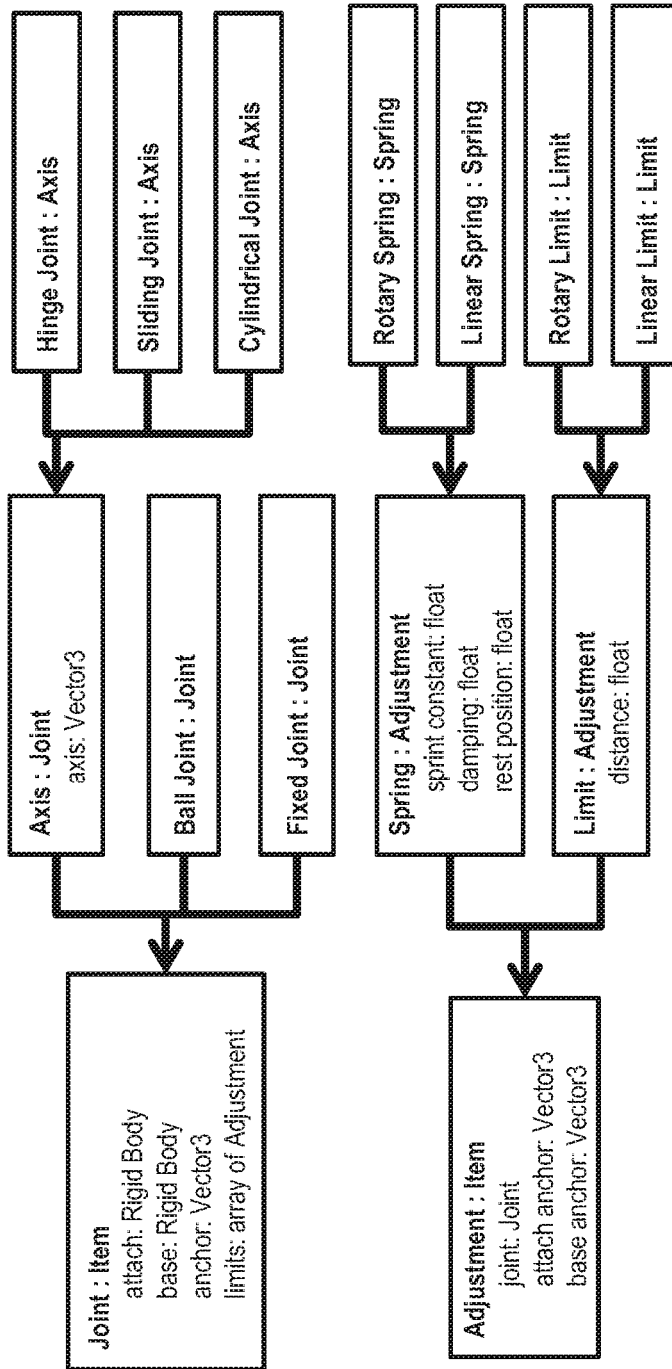 Joint : Item
attach: Rigid Body
base: Rigid Body
anchor: Vector3
limits: array of Adjustment
Axis : Joint
axis: Vector3
Ball Joint : Joint
Fixed Joint : Joint
Hinge Joint : Axis
Sliding Joint : Axis
Cylindrical Joint : Axis
Adjustment : Item
joint: Joint
attach anchor: Vector3
base anchor: Vector3
Spring : Adjustment
sprint constant: float
damping: float
rest position: float
Limit : Adjustment
distance: float
Rotary Spring : Spring
Linear Spring : Spring
Rotary Limit : Limit
Linear Limit : Limit